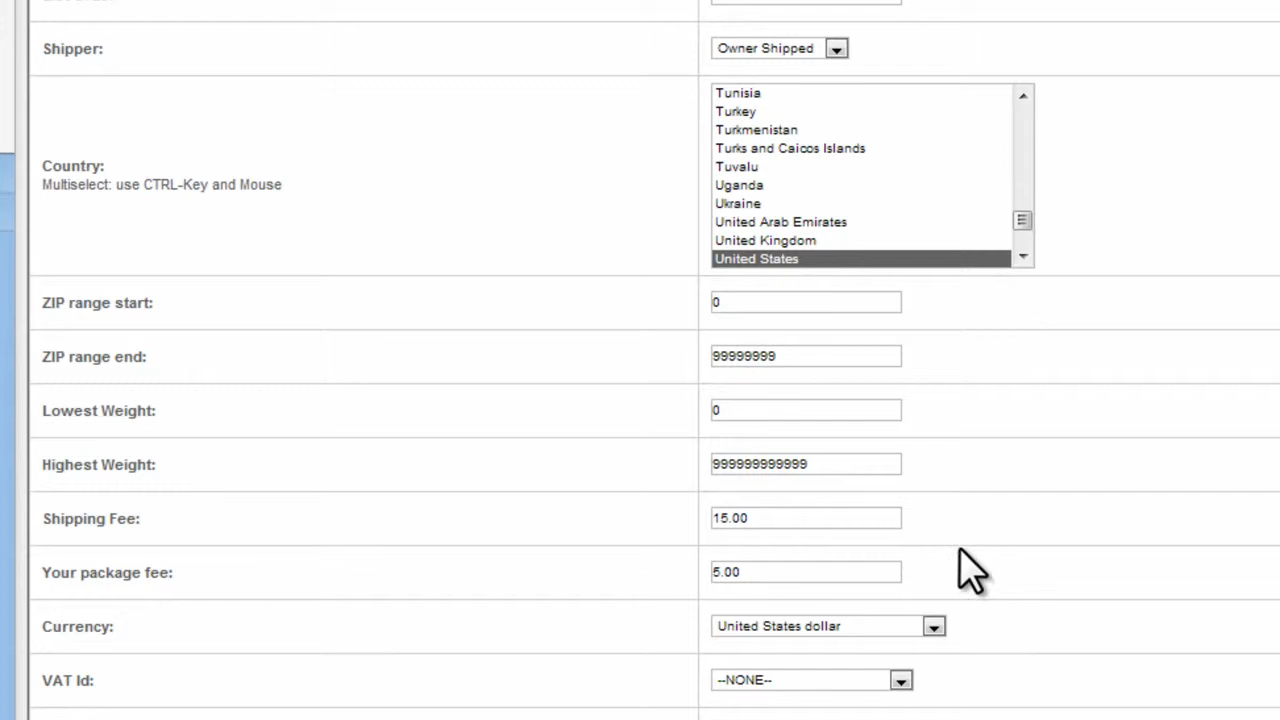 Shipper:
Owner Shipped
Country:
Multiselect: use CTRL-Key and Mouse
Tunisia
Turkey
Turkmenistan
Turks and Caicos Islands
Tuvalu
Uganda
Ukraine
United Arab Emirates
United Kingdom
United States
ZIP range start:
0
ZIP range end:
99999999
Lowest Weight:
0
Highest Weight:
999999999999
Shipping Fee:
15.00
Your package fee:
5.00
Currency:
United States dollar
VAT Id:
--NONE--